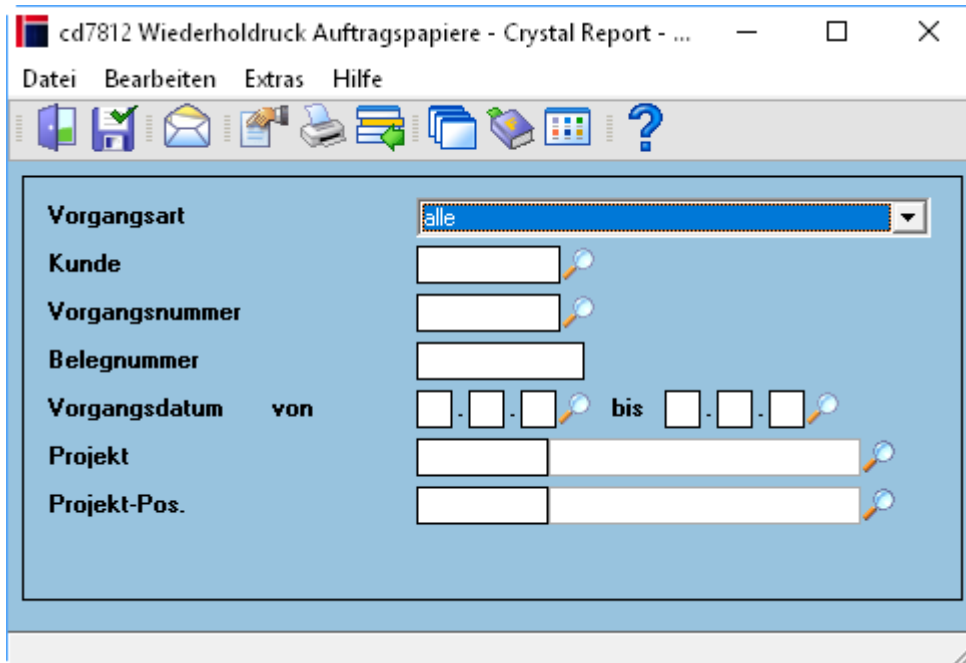 cd7812 Wiederholdruck Auftragspapiere - Crystal Report - ...
Datei Bearbeiten Extras Hilfe
Vorgangsart alle
Kunde
Vorgangsnummer
Belegnummer
Vorgangsdatum von . . bis . .
Projekt
Projekt-Pos.